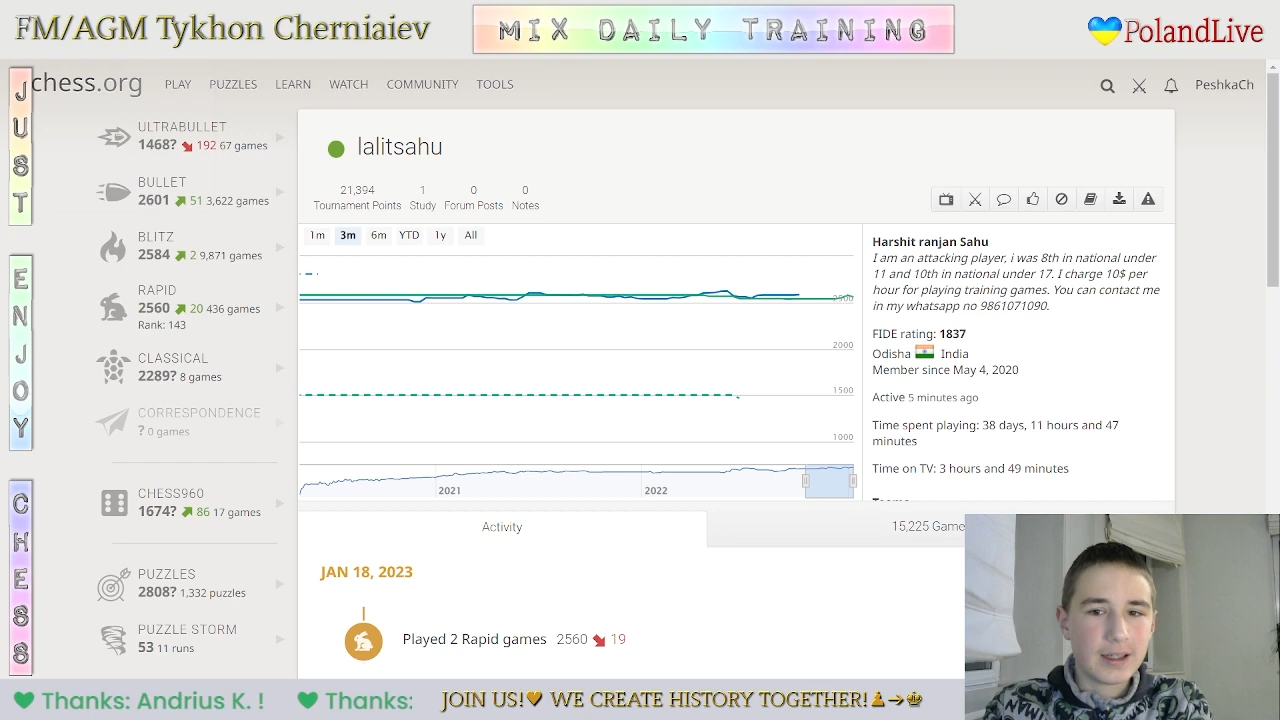 FM/AGM Tykhon Cherniaiev
MIX DAILY TRAINING
PolandLive
JUST
ENJOY
CHESS
chess.org
PLAY PUZZLES LEARN WATCH COMMUNITY TOOLS
PeshkaCh
ULTRABULLET
1468? 192 67 games
BULLET
2601 51 3,622 games
BLITZ
2584 2 9,871 games
RAPID
2560 20 436 games
Rank: 143
CLASSICAL
2289? 8 games
CORRESPONDENCE
? 0 games
CHESS960
1674? 86 17 games
PUZZLES
2808? 1,332 puzzles
PUZZLE STORM
53 11 runs
lalitsahu
21,394 1 0 0
Tournament Points Study Forum Posts Notes
1m 3m 6m YTD 1y All
2500
2000
1500
1000
2021 2022
Harshit ranjan Sahu
I am an attacking player, i was 8th in national under
11 and 10th in national under 17. I charge 10$ per
hour for playing training games. You can contact me
in my whatsapp no 9861071090.
FIDE rating: 1837
Odisha India
Member since May 4, 2020
Active 5 minutes ago
Time spent playing: 38 days, 11 hours and 47
minutes
Time on TV: 3 hours and 49 minutes
Activity
15,225 Game
JAN 18, 2023
Played 2 Rapid games 2560 19
Thanks: Andrius K. ! Thanks:
JOIN US! WE CREATE HISTORY TOGETHER!